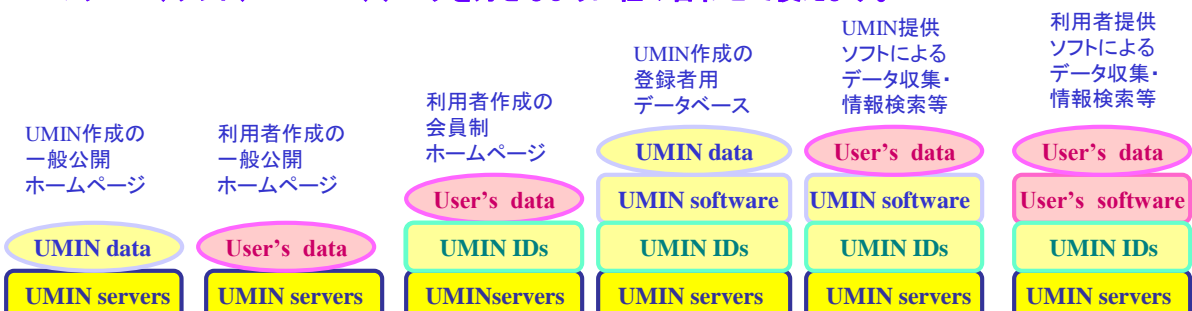 UMIN作成の
一般公開
ホームページ
UMIN data
UMIN servers
利用者作成の
一般公開
ホームページ
User's data
UMIN servers
利用者作成の
会員制
ホームページ
User's data
UMIN IDs
UMINservers
UMIN作成の
登録者用
データベース
UMIN data
UMIN software
UMIN IDs
UMIN servers
UMIN提供
ソフトによる
データ収集・
情報検索等
User's data
UMIN software
UMIN IDs
UMIN servers
利用者提供
ソフトによる
データ収集・
情報検索等
User's data
User's software
UMIN IDs
UMIN servers